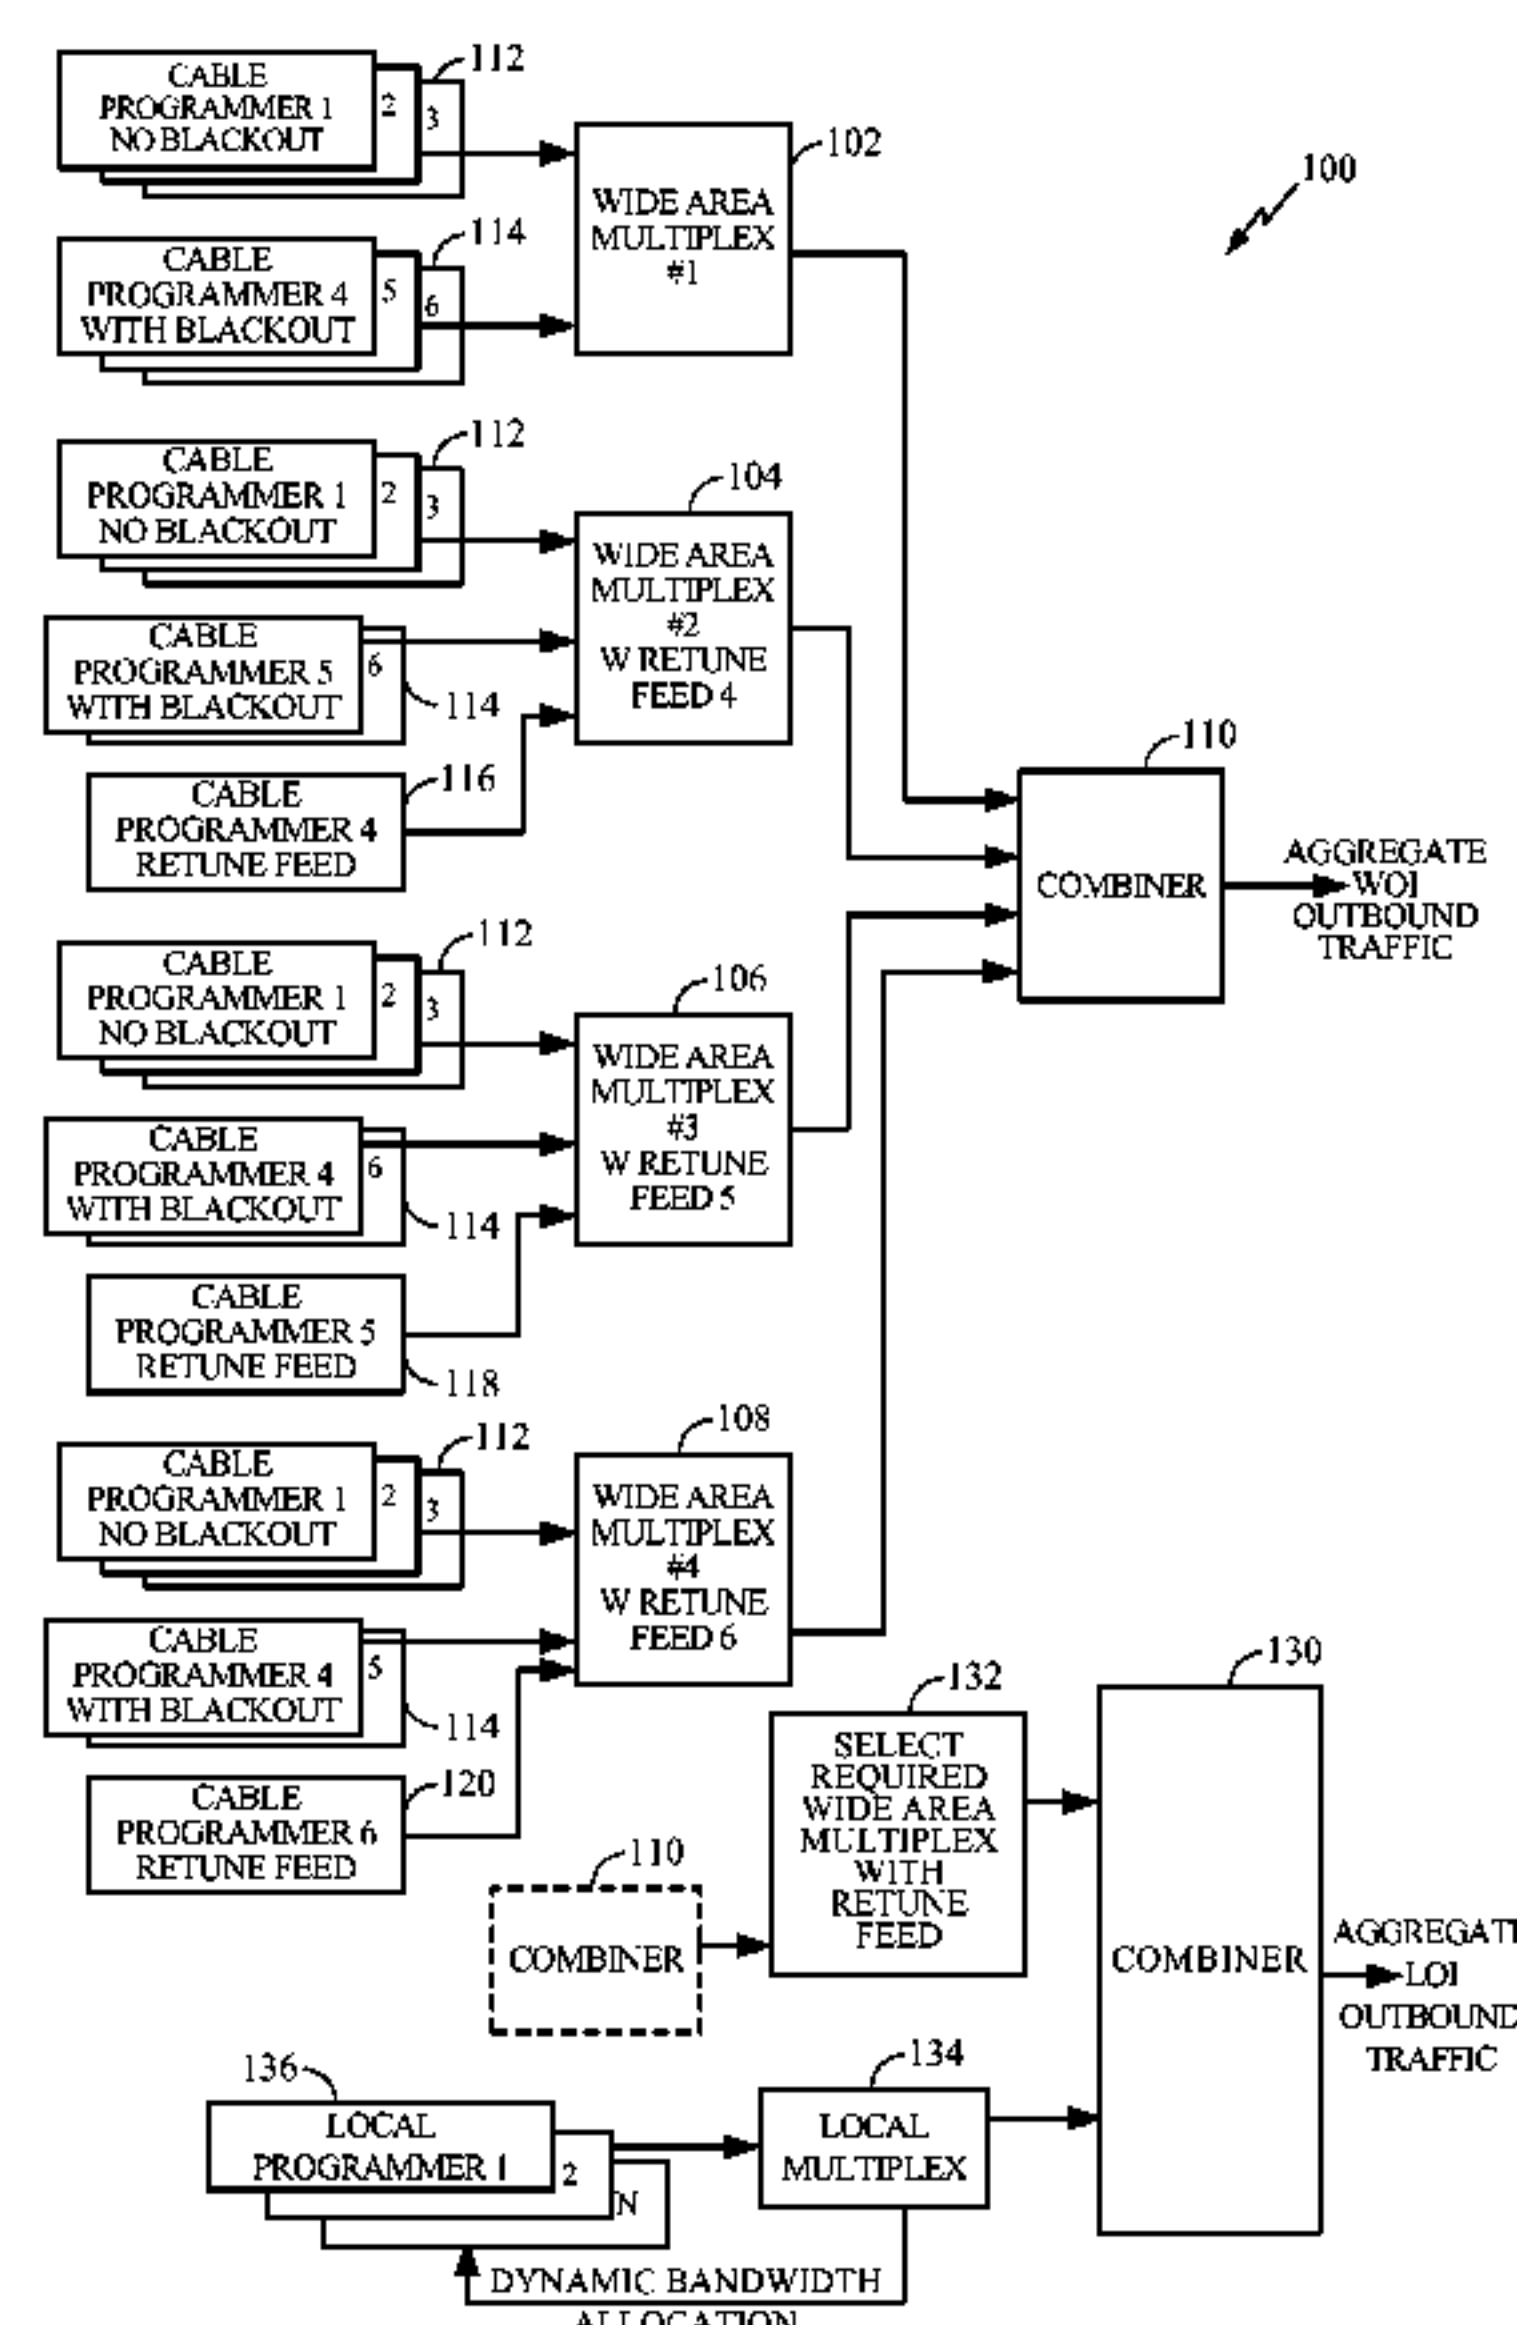 112
CABLE
PROGRAMMER 1
NO BLACKOUT
2
3
102
WIDE AREA
MULTIPLEX
#1
100
114
CABLE
PROGRAMMER 4
WITH BLACKOUT
5
6
112
CABLE
PROGRAMMER 1
NO BLACKOUT
2
3
104
WIDE AREA
MULTIPLEX
#2
W RETUNE
FEED 4
CABLE
PROGRAMMER 5
WITH BLACKOUT
6
114
116
CABLE
PROGRAMMER 4
RETUNE FEED
110
COMBINER
AGGREGATE
WOI
OUTBOUND
TRAFFIC
112
CABLE
PROGRAMMER 1
NO BLACKOUT
2
3
106
WIDE AREA
MULTIPLEX
#3
W RETUNE
FEED 5
CABLE
PROGRAMMER 4
WITH BLACKOUT
6
114
CABLE
PROGRAMMER 5
RETUNE FEED
118
112
CABLE
PROGRAMMER 1
NO BLACKOUT
2
3
108
WIDE AREA
MULTIPLEX
#4
W RETUNE
FEED 6
CABLE
PROGRAMMER 4
WITH BLACKOUT
5
114
120
CABLE
PROGRAMMER 6
RETUNE FEED
132
SELECT
REQUIRED
WIDE AREA
MULTIPLEX
WITH
RETUNE
FEED
130
COMBINER
110
COMBINER
AGGREGATE
LOI
OUTBOUND
TRAFFIC
136
LOCAL
PROGRAMMER 1
2
N
134
LOCAL
MULTIPLEX
DYNAMIC BANDWIDTH
ALLOCATION